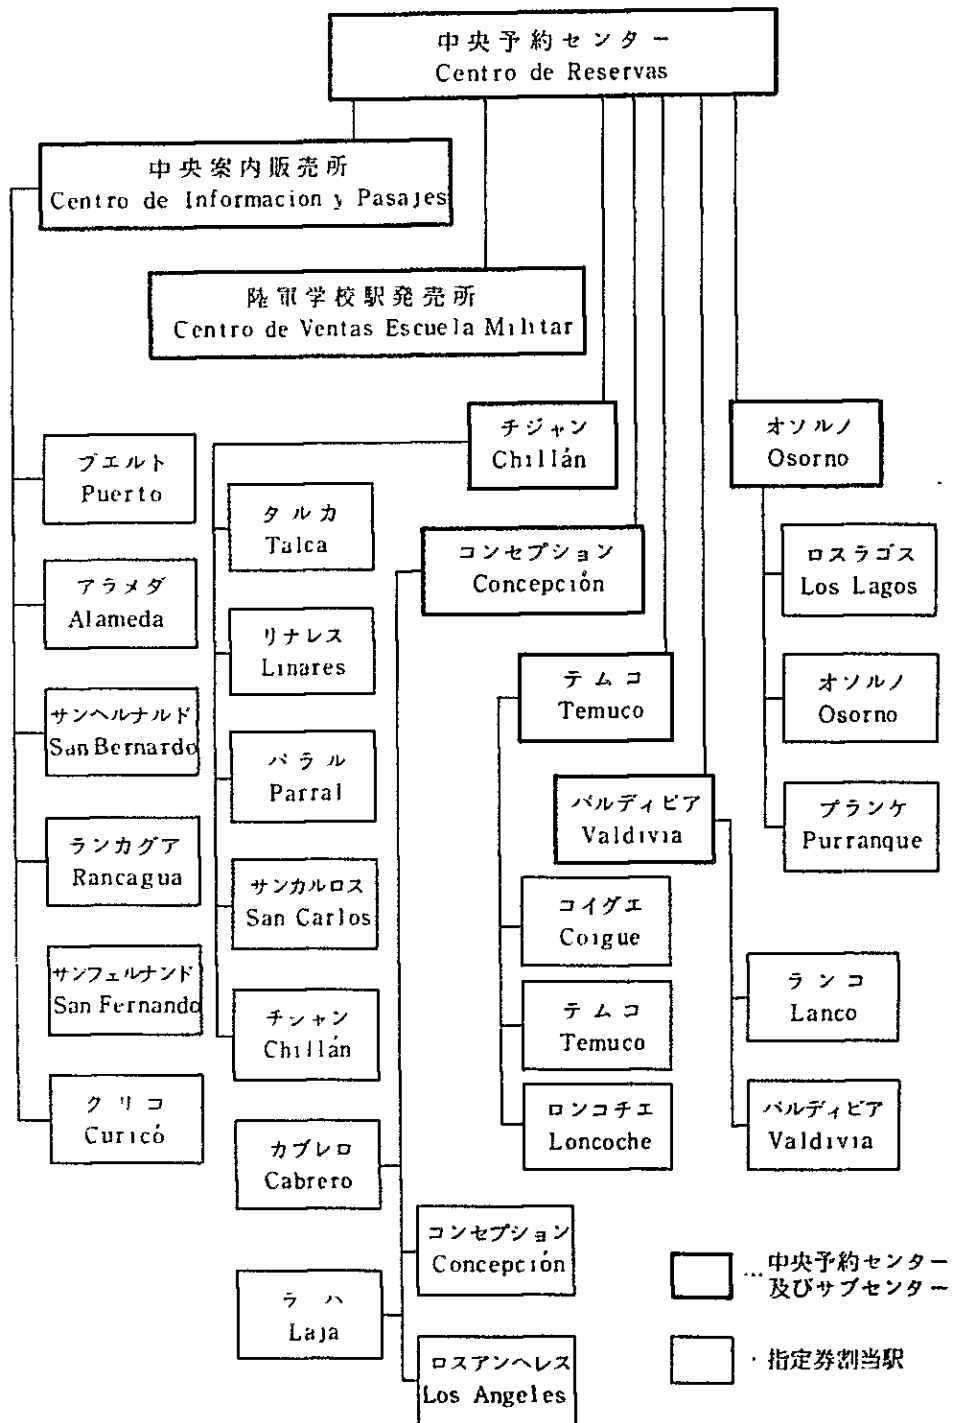 中央予約センター
Centro de Reservas
中央案内販売所
Centro de Informacion y Pasajes
陸軍学校駅発売所
Centro de Ventas Escuela Militar
チジャン
Chillán
オソルノ
Osorno
プエルト
Puerto
タルカ
Talca
コンセプション
Concepción
ロスラゴス
Los Lagos
アラメダ
Alameda
リナレス
Linares
テムコ
Temuco
オソルノ
Osorno
サンヘルナルド
San Bernardo
パラル
Parral
バルディビア
Valdivia
プランケ
Purranque
ランカグア
Rancagua
サンカルロス
San Carlos
コイグエ
Coigue
サンフェルナンド
San Fernando
チジャン
Chillán
テムコ
Temuco
ランコ
Lanco
クリコ
Curicó
カブレロ
Cabrero
ロンコチエ
Loncoche
バルディビア
Valdivia
コンセプション
Concepción
ラハ
Laja
ロスアンヘレス
Los Angeles
…中央予約センター
及びサブセンター
・指定券割当駅